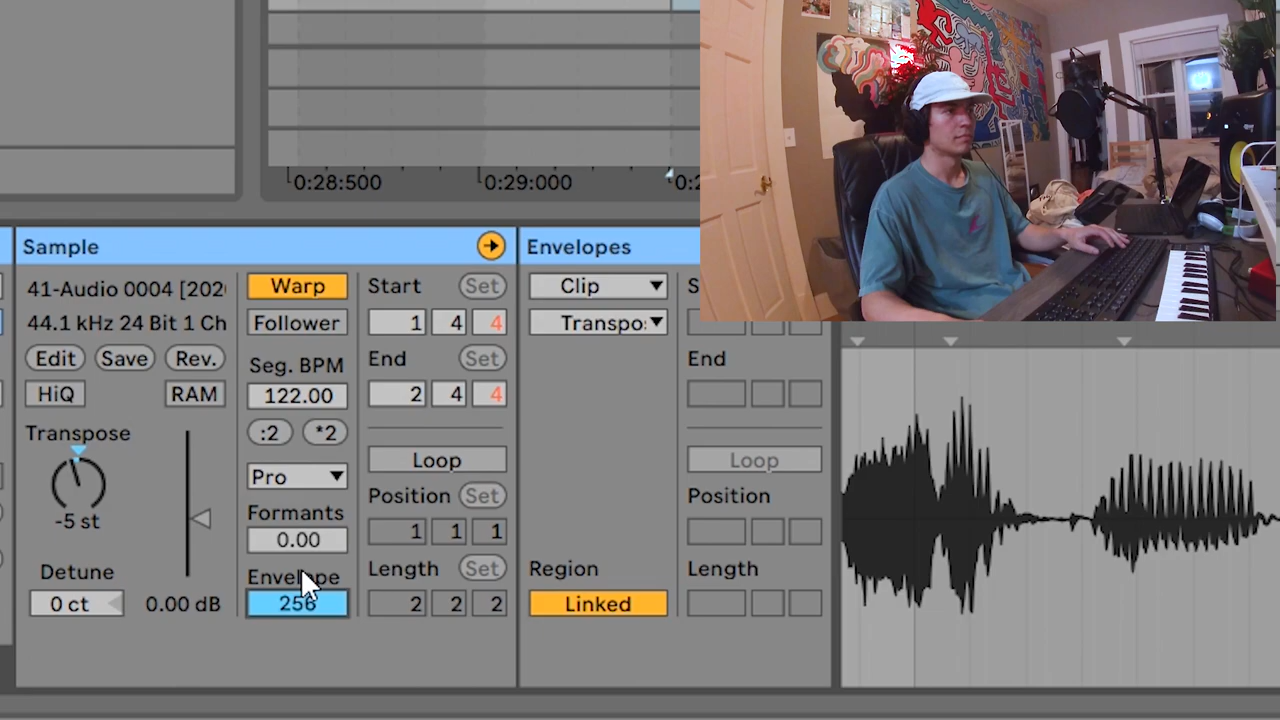 0:28:500
0:29:000
Sample
Envelopes
41-Audio 0004 [202
44.1 kHz 24 Bit 1 Ch
Edit Save Rev.
HiQ RAM
Transpose
-5 st
Detune
0 ct
0.00 dB
Warp
Follower
Seg. BPM
122.00
:2 *2
Pro
Formants
0.00
Envelope
256
Start Set
1 4 4
End Set
2 4 4
Loop
Position Set
1 1 1
Length Set
2 2 2
Clip
Transpo
Region
Linked
End
Loop
Position
Length